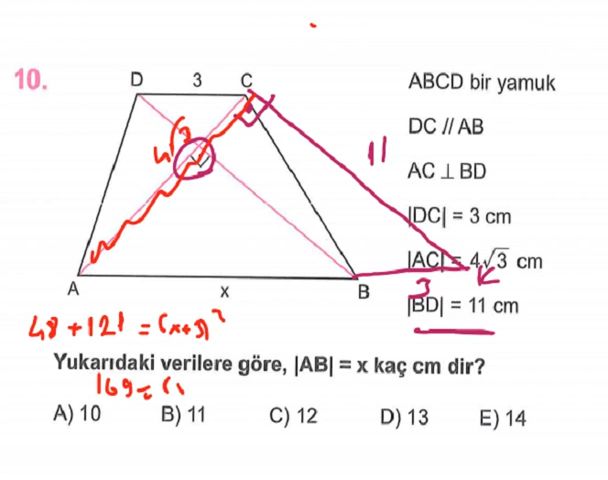 10.
D 3 C
ABCD bir yamuk
DC // AB
11
AC ⊥ BD
4√3
|DC| = 3 cm
|AC| = 4√3 cm
A x B
3
|BD| = 11 cm
48 + 121 = (x+3)²
Yukarıdaki verilere göre, |AB| = x kaç cm dir?
169 = (
A) 10 B) 11 C) 12 D) 13 E) 14